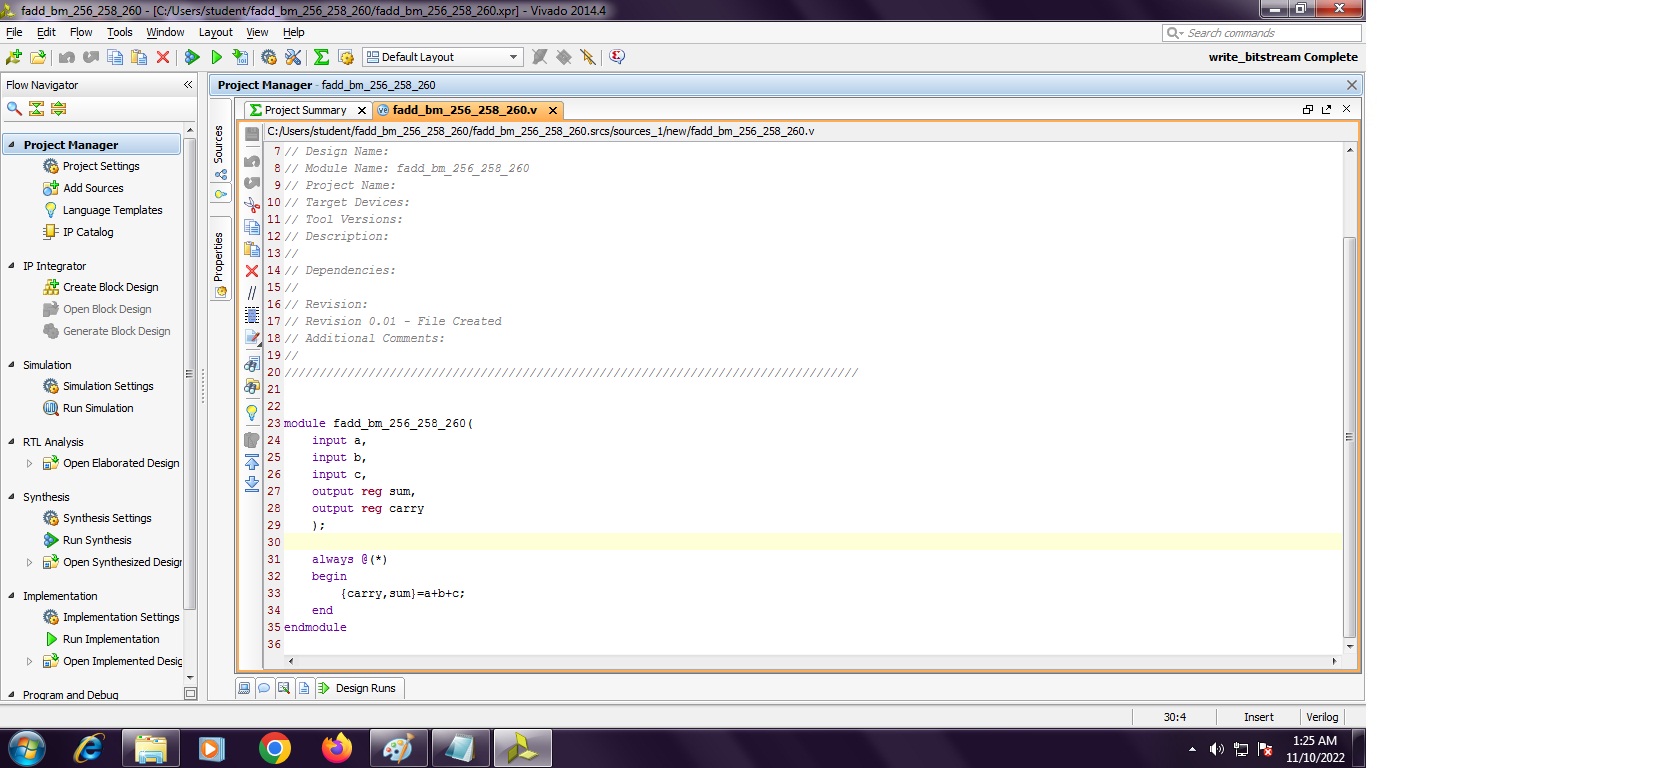 fadd_bm_256_258_260 - [C:/Users/student/fadd_bm_256_258_260/fadd_bm_256_258_260.xpr] - Vivado 2014.4
File Edit Flow Tools Window Layout View Help
Search commands
Default Layout
write_bitstream Complete
Flow Navigator
Project Manager
Project Settings
Add Sources
Language Templates
IP Catalog
IP Integrator
Create Block Design
Open Block Design
Generate Block Design
Simulation
Simulation Settings
Run Simulation
RTL Analysis
Open Elaborated Design
Synthesis
Synthesis Settings
Run Synthesis
Open Synthesized Design
Implementation
Implementation Settings
Run Implementation
Open Implemented Desig
Program and Debug
Project Manager - fadd_bm_256_258_260
Sources
Properties
Project Summary
fadd_bm_256_258_260.v
C:/Users/student/fadd_bm_256_258_260/fadd_bm_256_258_260.srcs/sources_1/new/fadd_bm_256_258_260.v
7 // Design Name:
8 // Module Name: fadd_bm_256_258_260
9 // Project Name:
10 // Target Devices:
11 // Tool Versions:
12 // Description:
13 //
14 // Dependencies:
15 //
16 // Revision:
17 // Revision 0.01 - File Created
18 // Additional Comments:
19 //
20 //////////////////////////////////////////////////////////////////////////////////
21
22
23 module fadd_bm_256_258_260(
24 input a,
25 input b,
26 input c,
27 output reg sum,
28 output reg carry
29 );
30
31 always @(*)
32 begin
33 {carry,sum}=a+b+c;
34 end
35 endmodule
36
Design Runs
30:4 Insert Verilog
1:25 AM
11/10/2022